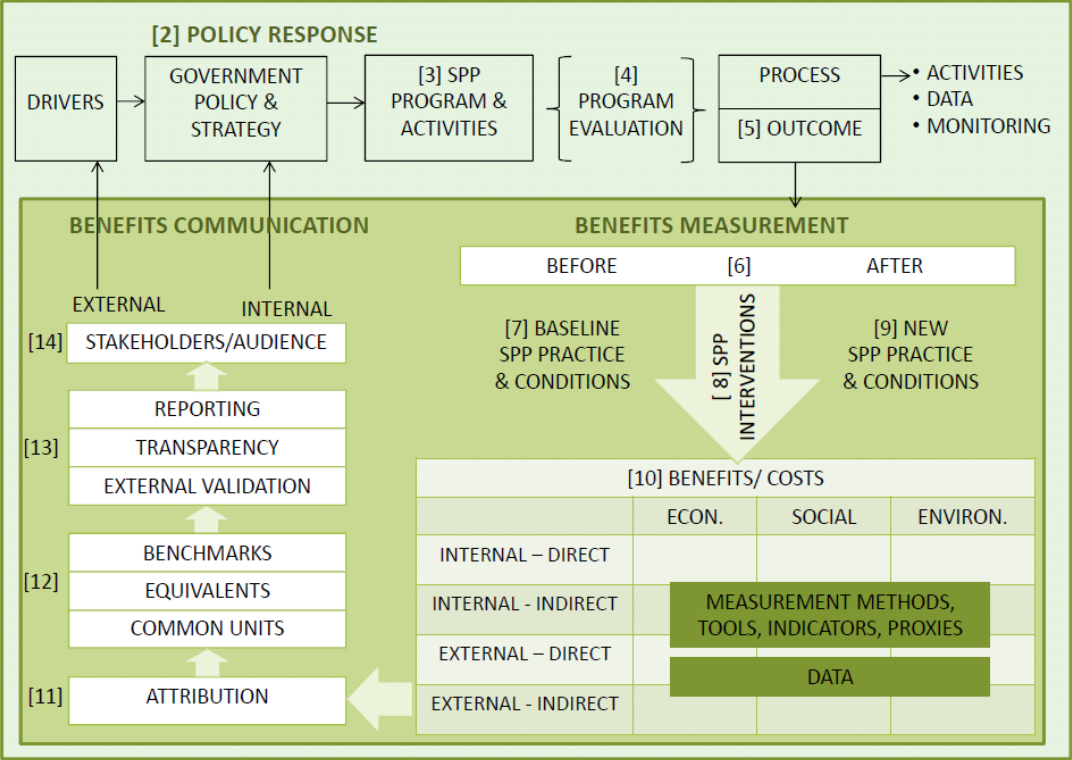 [2] POLICY RESPONSE
DRIVERS
GOVERNMENT
POLICY &
STRATEGY
[3] SPP
PROGRAM &
ACTIVITIES
[4]
PROGRAM
EVALUATION
PROCESS
[5] OUTCOME
• ACTIVITIES
• DATA
• MONITORING
BENEFITS COMMUNICATION
EXTERNAL
INTERNAL
[14] STAKEHOLDERS/AUDIENCE
REPORTING
[13] TRANSPARENCY
EXTERNAL VALIDATION
BENCHMARKS
[12] EQUIVALENTS
COMMON UNITS
[11] ATTRIBUTION
BENEFITS MEASUREMENT
BEFORE [6] AFTER
[7] BASELINE
SPP PRACTICE
& CONDITIONS
[ 8] SPP
INTERVENTIONS
[9] NEW
SPP PRACTICE
& CONDITIONS
[10] BENEFITS/ COSTS
ECON. SOCIAL ENVIRON.
INTERNAL – DIRECT
INTERNAL - INDIRECT
EXTERNAL – DIRECT
EXTERNAL - INDIRECT
MEASUREMENT METHODS,
TOOLS, INDICATORS, PROXIES
DATA